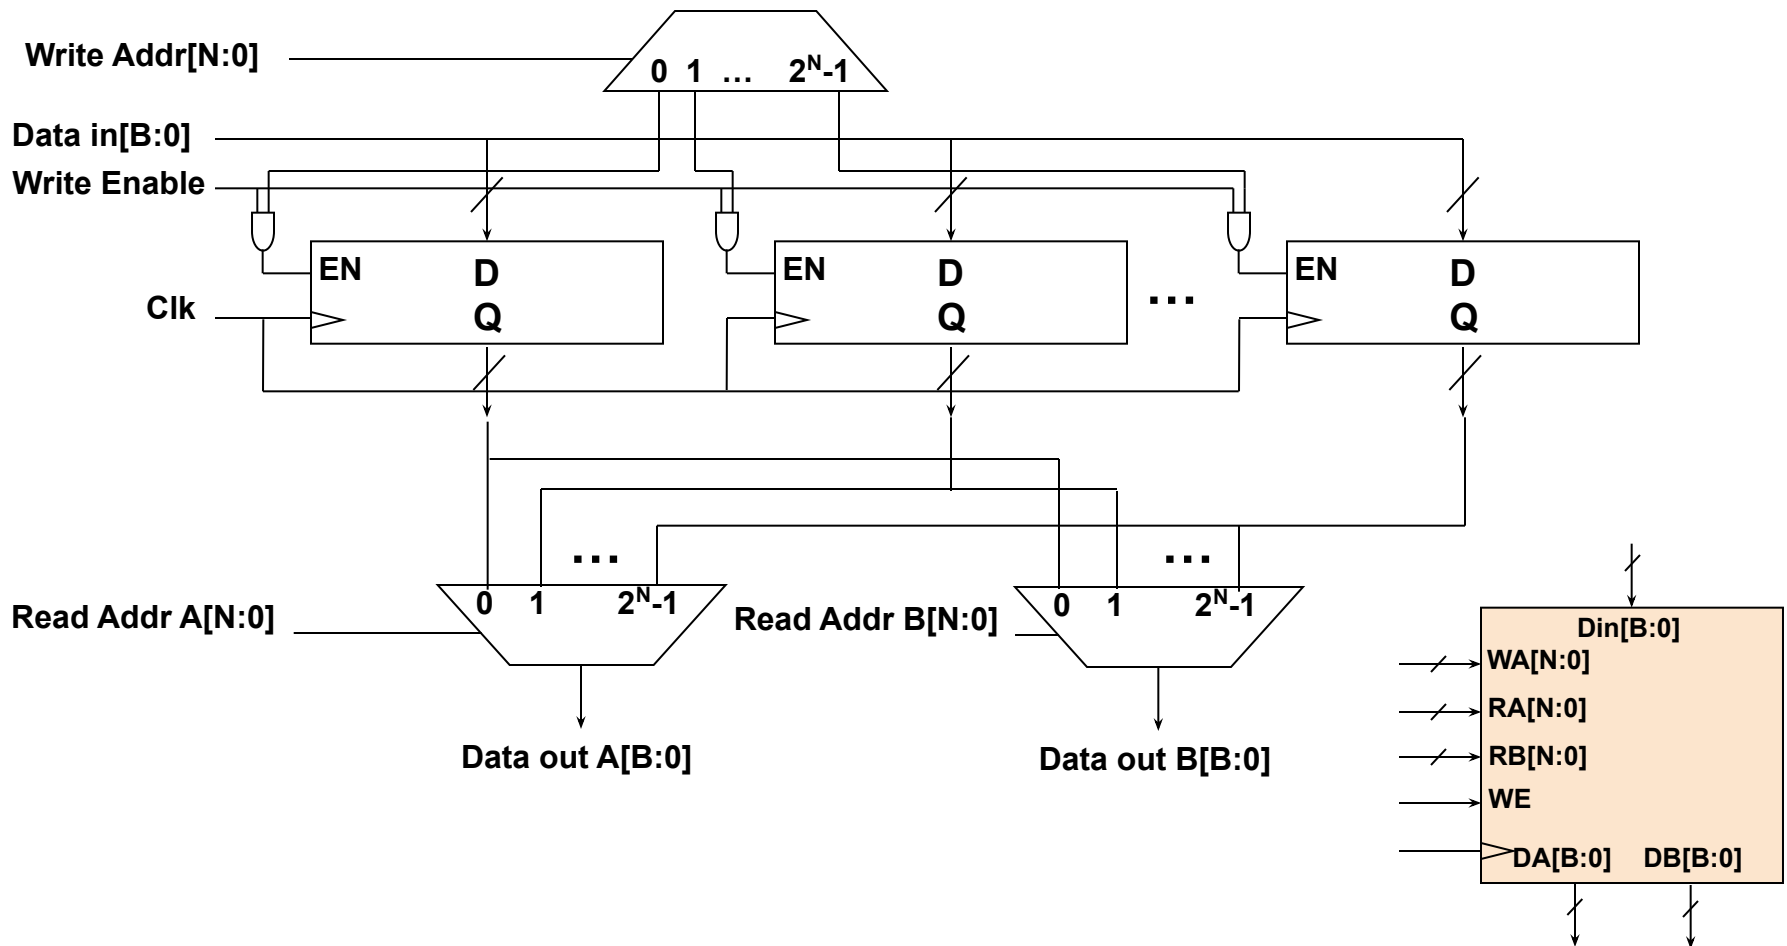 Write Addr[N:0]
0 1 … 2^N-1
Data in[B:0]
Write Enable
EN D
Q
EN D
Q
…
EN D
Q
Clk
… …
0 1 2^N-1
0 1 2^N-1
Read Addr A[N:0]
Read Addr B[N:0]
Data out A[B:0]
Data out B[B:0]
Din[B:0]
WA[N:0]
RA[N:0]
RB[N:0]
WE
DA[B:0] DB[B:0]